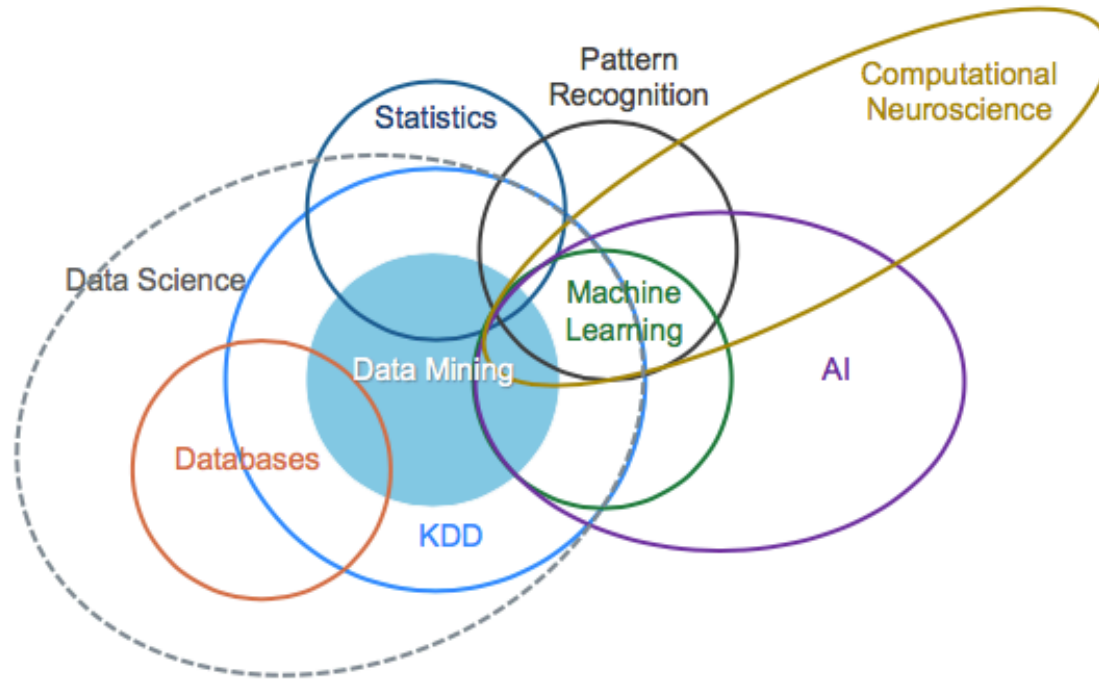 Pattern
Recognition
Computational
Neuroscience
Statistics
Data Science
Machine
Learning
Data Mining
AI
Databases
KDD